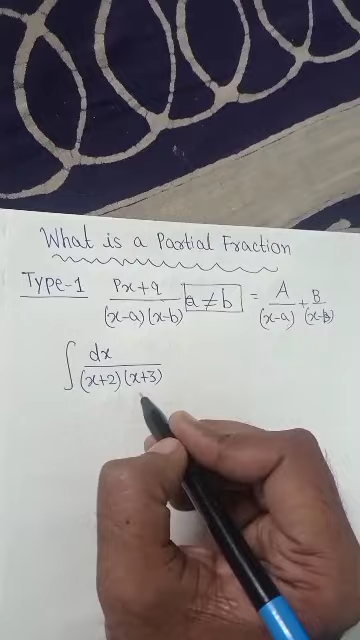 What is a Partial Fraction
Type-1 Px+q/(x-a)(x-b) a ≠ b = A/(x-a) + B/(x-b)
∫ dx/(x+2)(x+3)